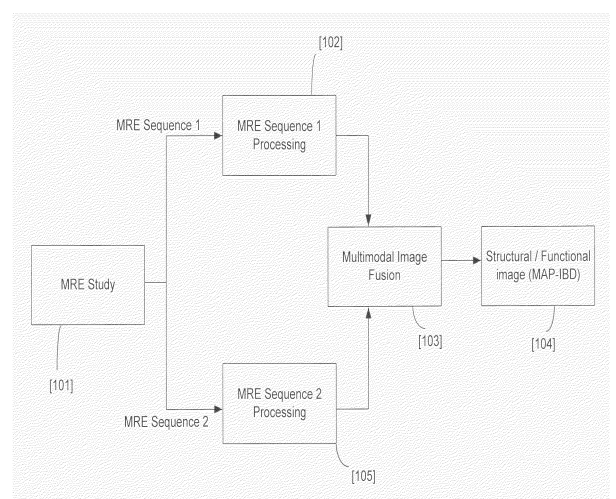 [102]
MRE Sequence 1
MRE Sequence 1
Processing
MRE Study
[101]
Multimodal Image
Fusion
[103]
Structural / Functional
image (MAP-IBD)
[104]
MRE Sequence 2
MRE Sequence 2
Processing
[105]